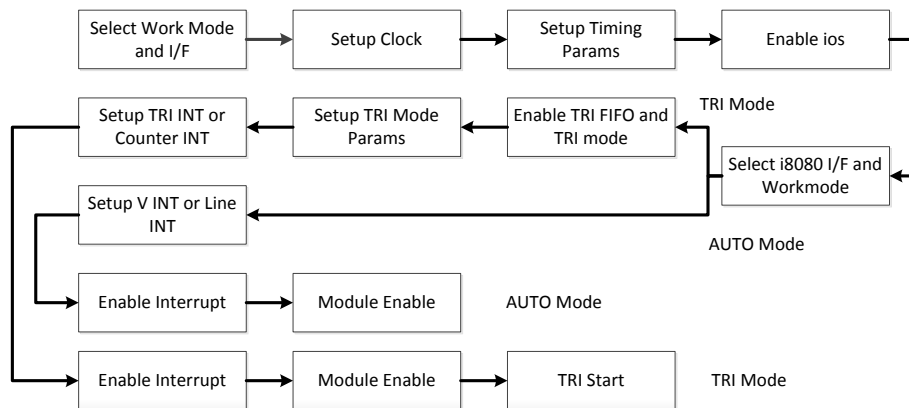 Select Work Mode
and I/F
Setup Clock
Setup Timing
Params
Enable ios
TRI Mode
Setup TRI INT or
Counter INT
Setup TRI Mode
Params
Enable TRI FIFO and
TRI mode
Select i8080 I/F and
Workmode
Setup V INT or Line
INT
AUTO Mode
Enable Interrupt
Module Enable
AUTO Mode
Enable Interrupt
Module Enable
TRI Start
TRI Mode